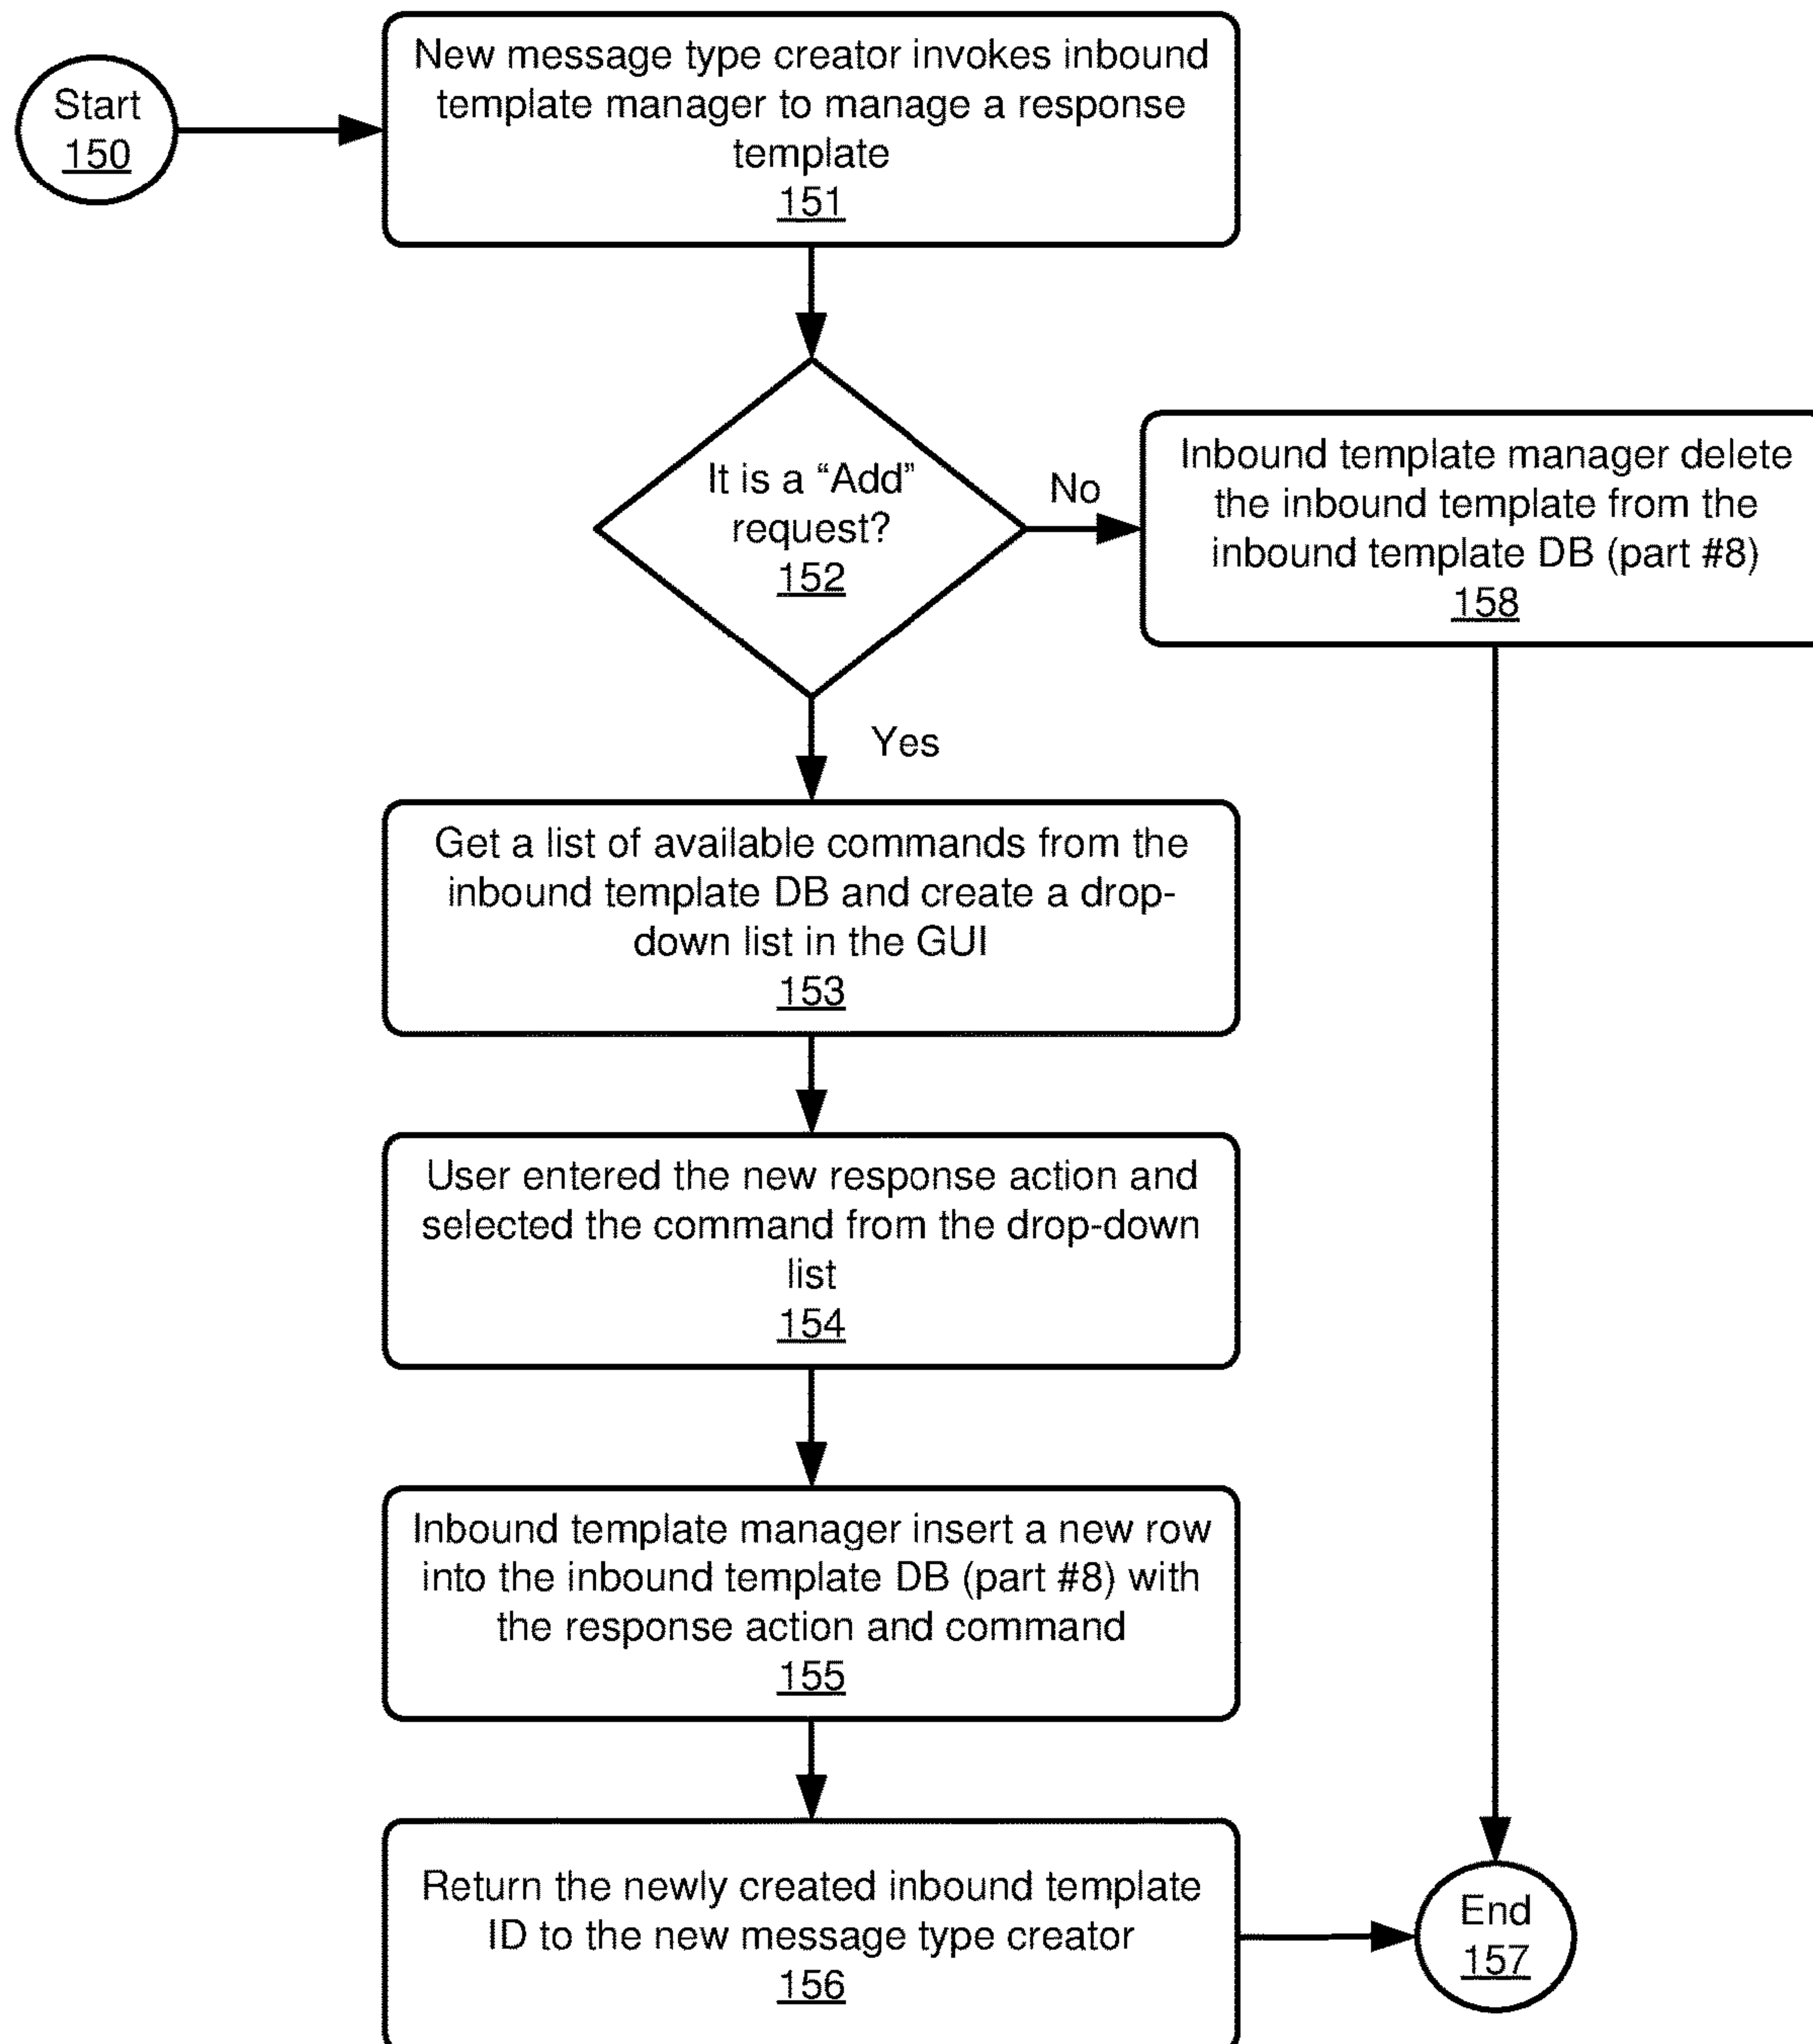 Start
150
New message type creator invokes inbound
template manager to manage a response
template
151
It is a “Add”
request?
152
No
Inbound template manager delete
the inbound template from the
inbound template DB (part #8)
158
Yes
Get a list of available commands from the
inbound template DB and create a drop-
down list in the GUI
153
User entered the new response action and
selected the command from the drop-down
list
154
Inbound template manager insert a new row
into the inbound template DB (part #8) with
the response action and command
155
Return the newly created inbound template
ID to the new message type creator
156
End
157